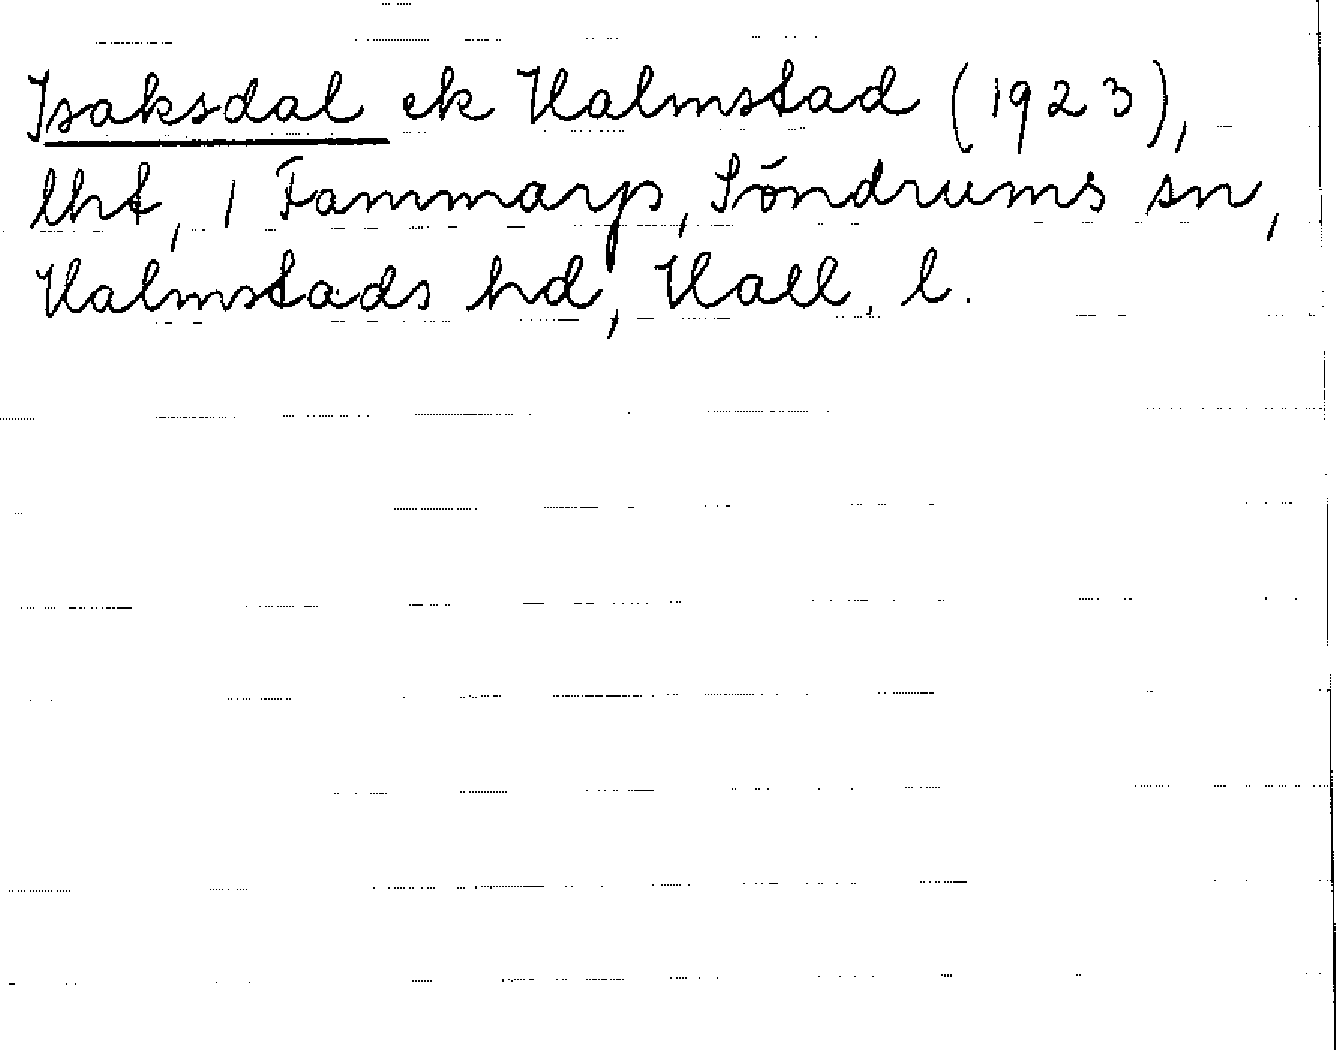 Isaksdal ek Halmstad (1923),
lht, 1 Fammarp, Söndrums sn,
Halmstads hd, Hall. l.